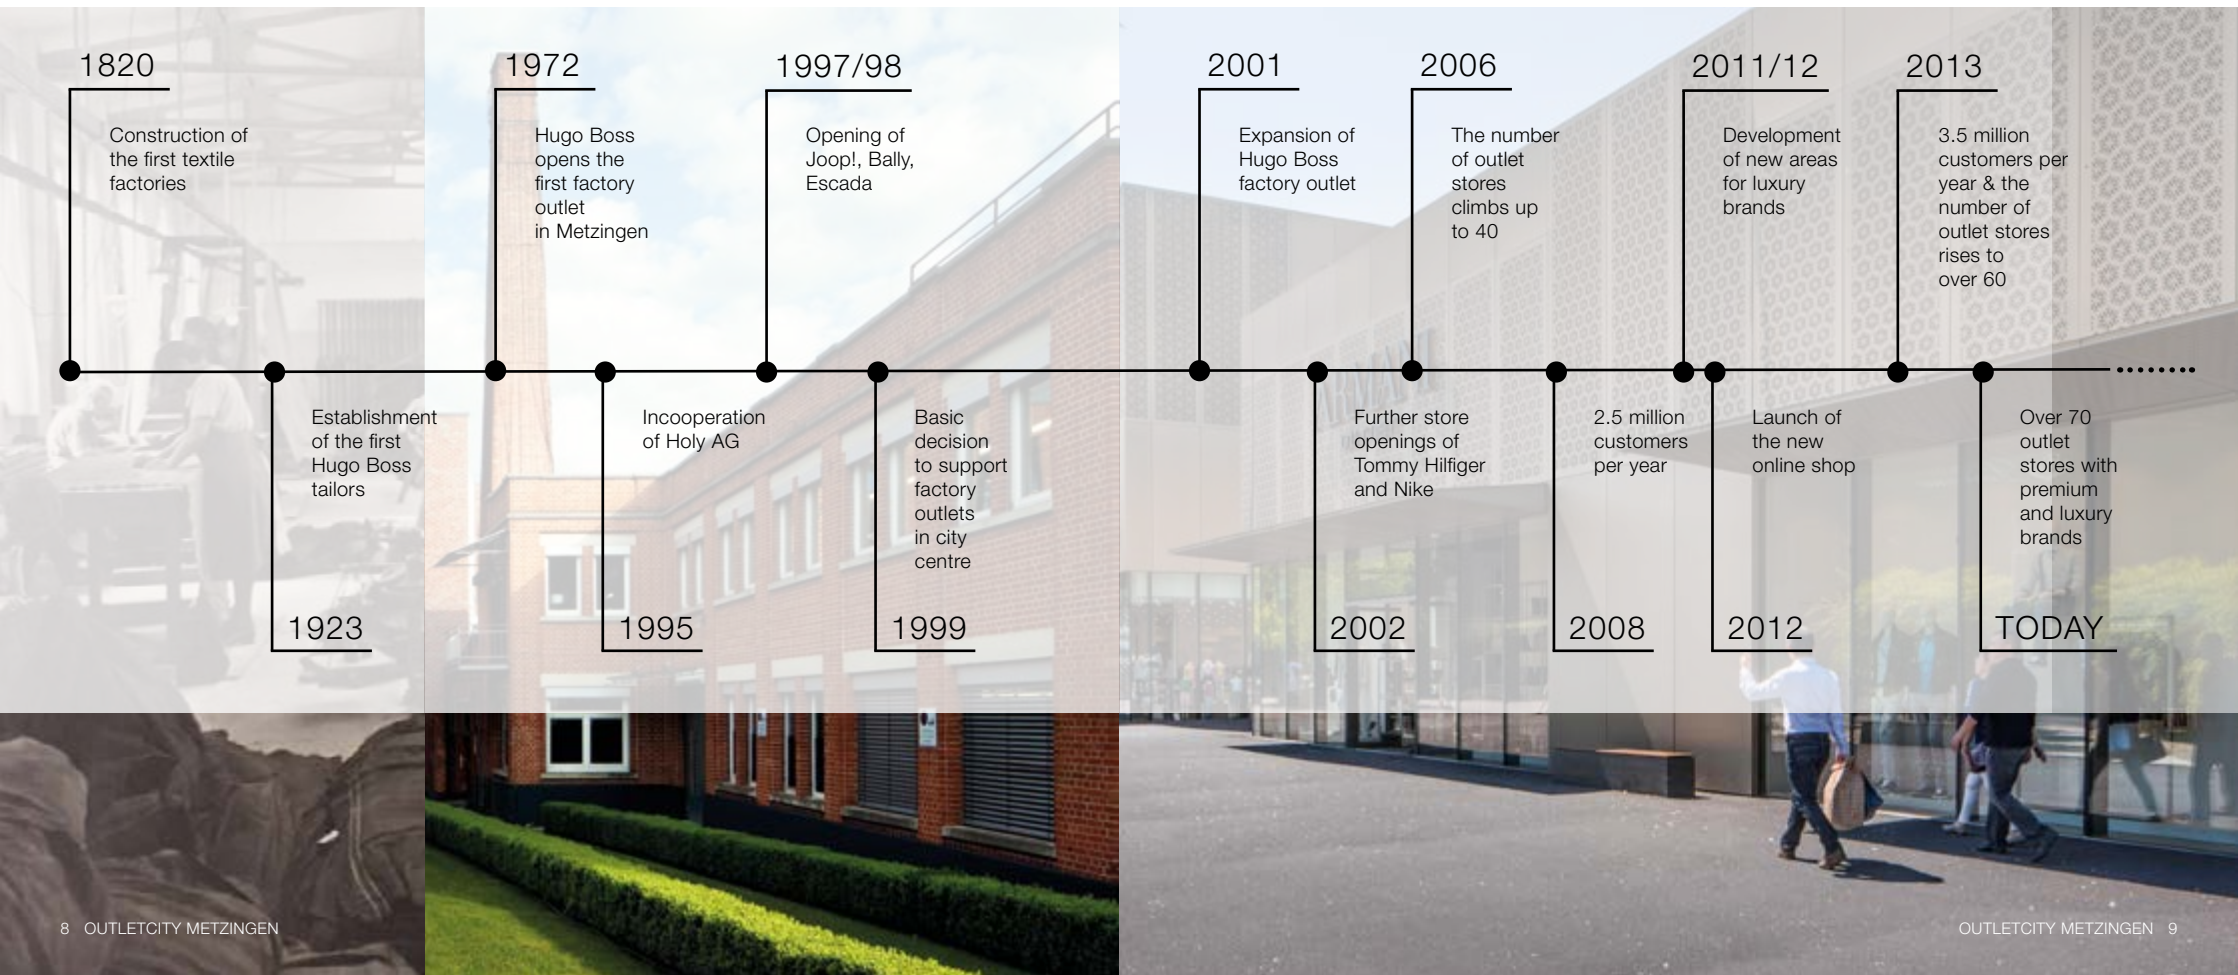 1820
Construction of
the first textile
factories
Establishment
of the first
Hugo Boss
tailors
1923
1972
Hugo Boss
opens the
first factory
outlet
in Metzingen
Incooperation
of Holy AG
1995
1997/98
Opening of
Joop!, Bally,
Escada
Basic
decision
to support
factory
outlets
in city
centre
1999
2001
Expansion of
Hugo Boss
factory outlet
Further store
openings of
Tommy Hilfiger
and Nike
2002
2006
The number
of outlet
stores
climbs up
to 40
2.5 million
customers
per year
2008
2011/12
Development
of new areas
for luxury
brands
Launch of
the new
online shop
2012
2013
3.5 million
customers per
year & the
number of
outlet stores
rises to
over 60
Over 70
outlet
stores with
premium
and luxury
brands
TODAY
ARMANI
8 OUTLETCITY METZINGEN
OUTLETCITY METZINGEN 9